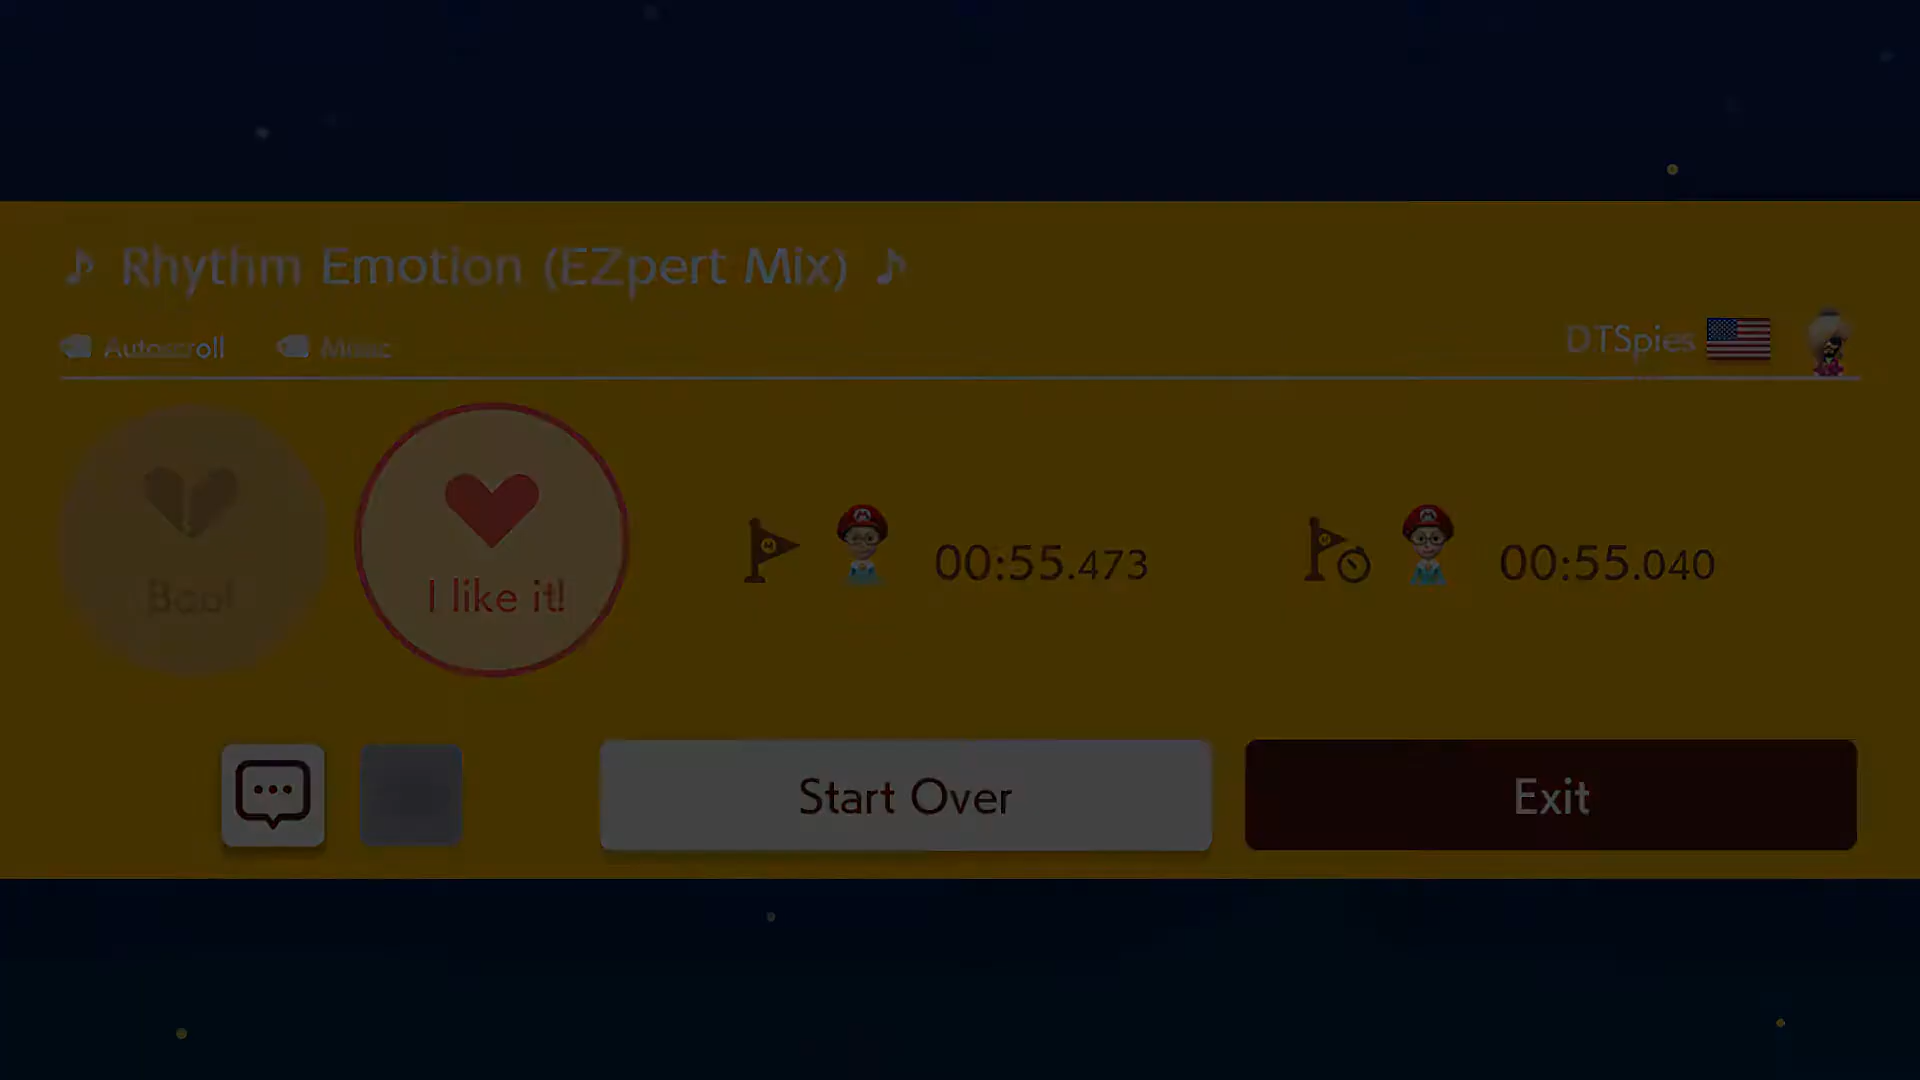 ♪ Rhythm Emotion (EZpert Mix) ♪
Autoscroll Music
DTSpies
Boo!
I like it!
00:55.473
00:55.040
Start Over
Exit